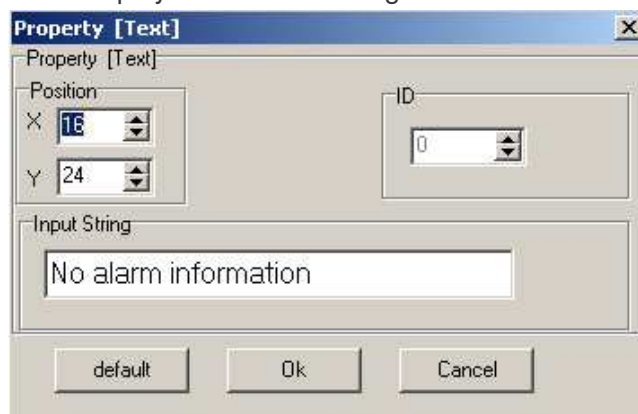 Property [Text]
Property [Text]
Position
X 16
Y 24
ID
0
Input String
No alarm information
default Ok Cancel